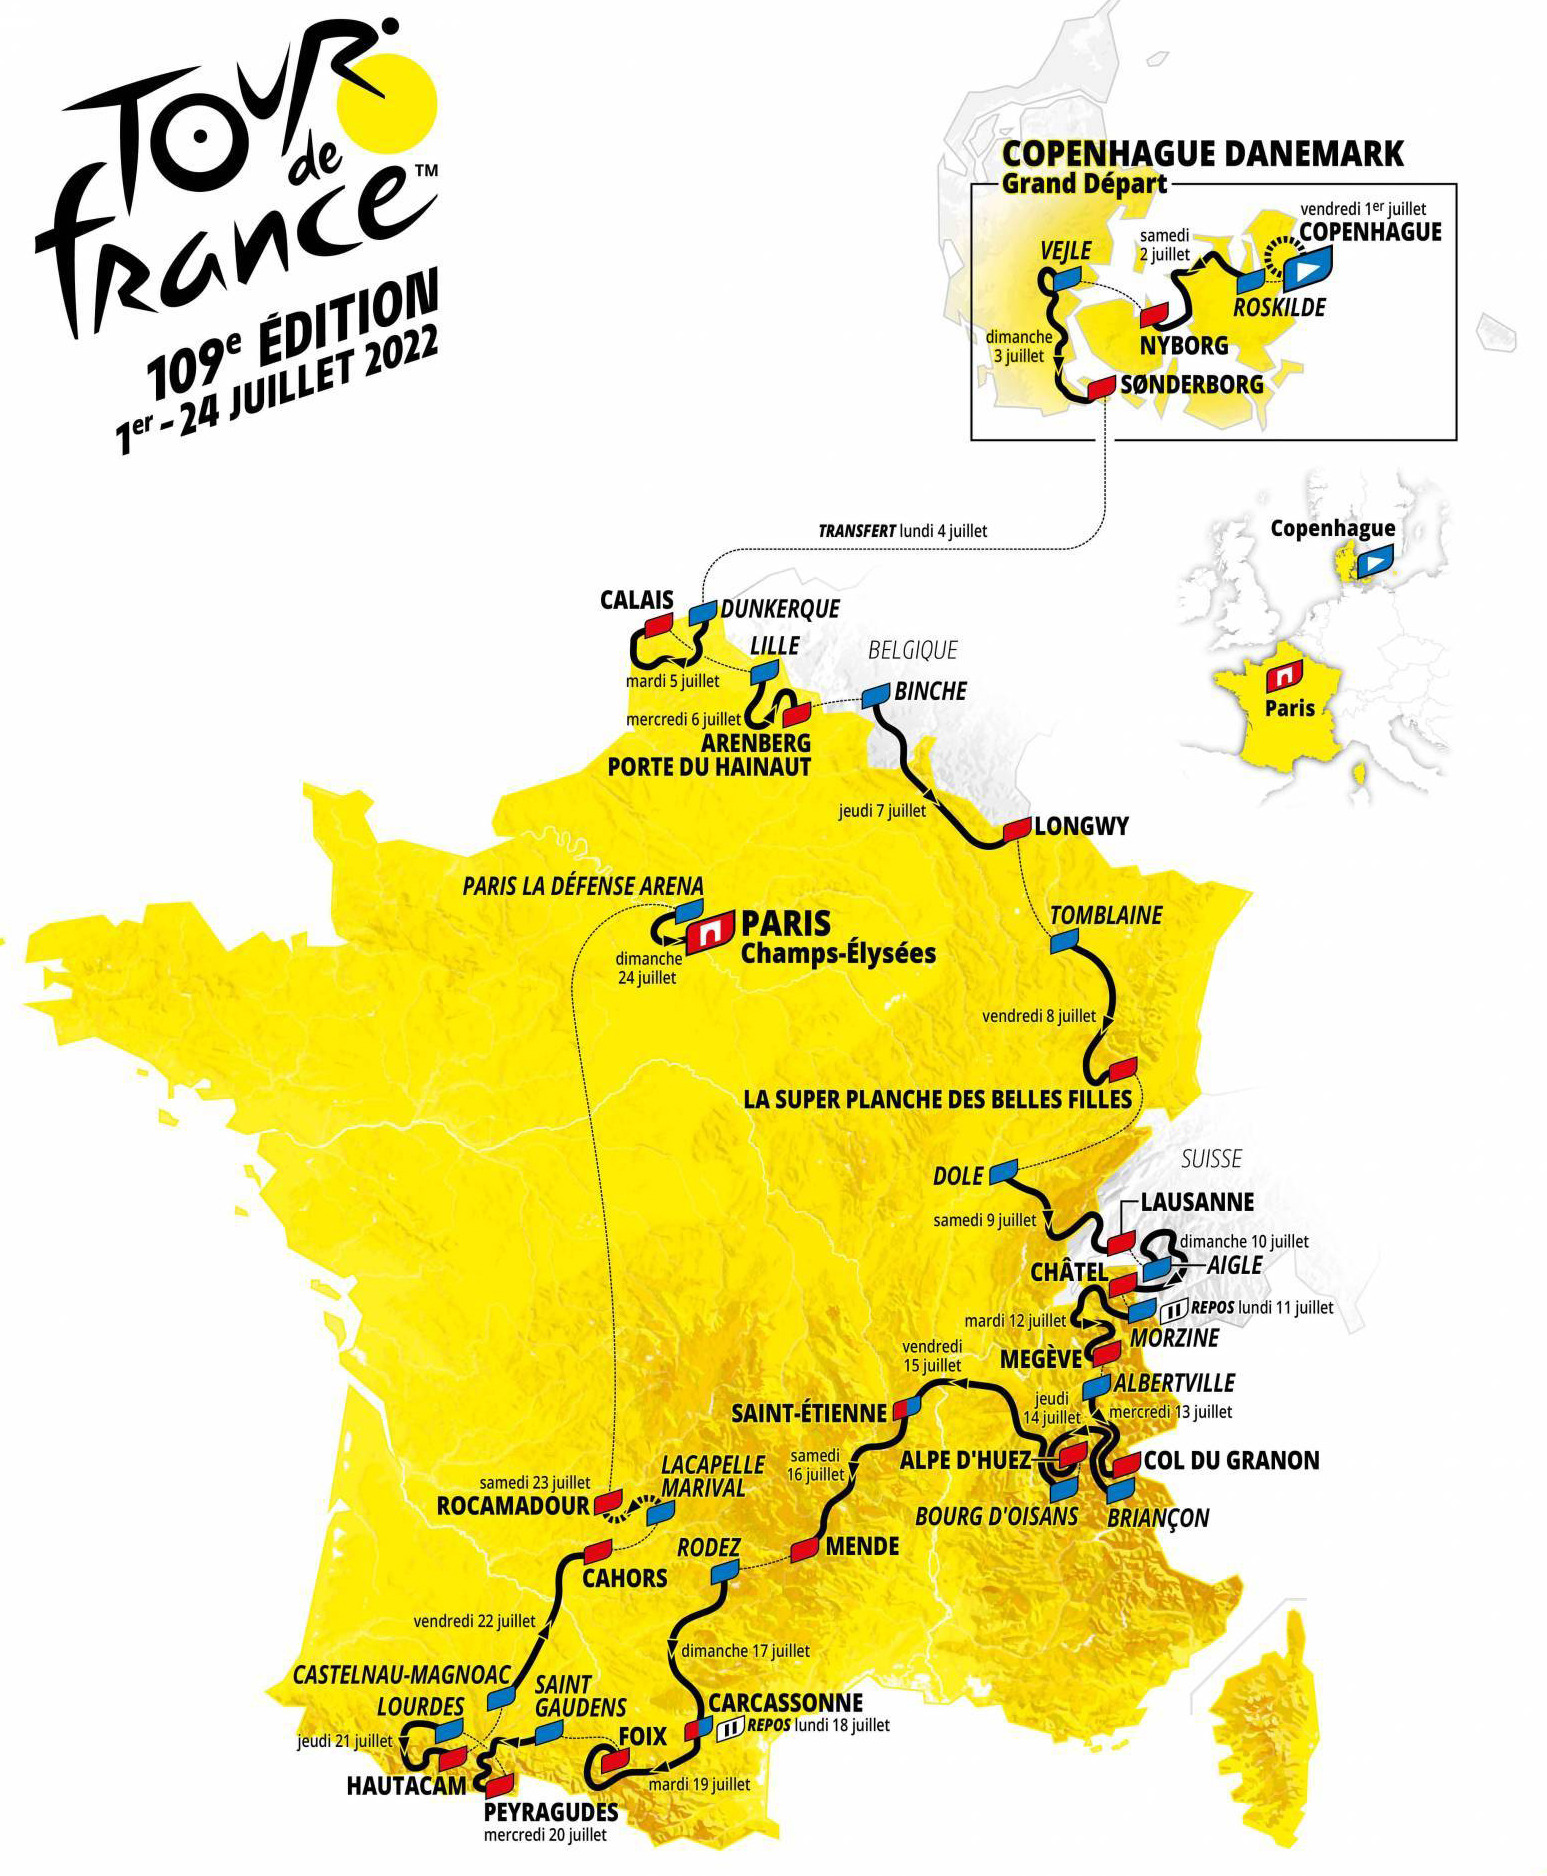 TOUR
de
france™
109e ÉDITION
1er - 24 JUILLET 2022
COPENHAGUE DANEMARK
Grand Départ
vendredi 1er juillet
COPENHAGUE
samedi
2 juillet
VEJLE
ROSKILDE
dimanche
3 juillet
NYBORG
SØNDERBORG
TRANSFERT lundi 4 juillet
Copenhague
Paris
CALAIS
DUNKERQUE
LILLE
BELGIQUE
mardi 5 juillet
BINCHE
mercredi 6 juillet
ARENBERG
PORTE DU HAINAUT
jeudi 7 juillet
LONGWY
PARIS LA DÉFENSE ARENA
PARIS
Champs-Élysées
dimanche
24 juillet
TOMBLAINE
vendredi 8 juillet
LA SUPER PLANCHE DES BELLES FILLES
SUISSE
DOLE
LAUSANNE
samedi 9 juillet
dimanche 10 juillet
AIGLE
CHÂTEL
REPOS lundi 11 juillet
mardi 12 juillet
MORZINE
MEGÈVE
vendredi
15 juillet
ALBERTVILLE
jeudi
14 juillet
mercredi 13 juillet
SAINT-ÉTIENNE
samedi
16 juillet
ALPE D'HUEZ
COL DU GRANON
BOURG D'OISANS
BRIANÇON
LACAPELLE
MARIVAL
samedi 23 juillet
ROCAMADOUR
RODEZ
MENDE
CAHORS
vendredi 22 juillet
dimanche 17 juillet
CASTELNAU-MAGNOAC
SAINT
GAUDENS
LOURDES
CARCASSONNE
REPOS lundi 18 juillet
FOIX
jeudi 21 juillet
HAUTACAM
mardi 19 juillet
PEYRAGUDES
mercredi 20 juillet